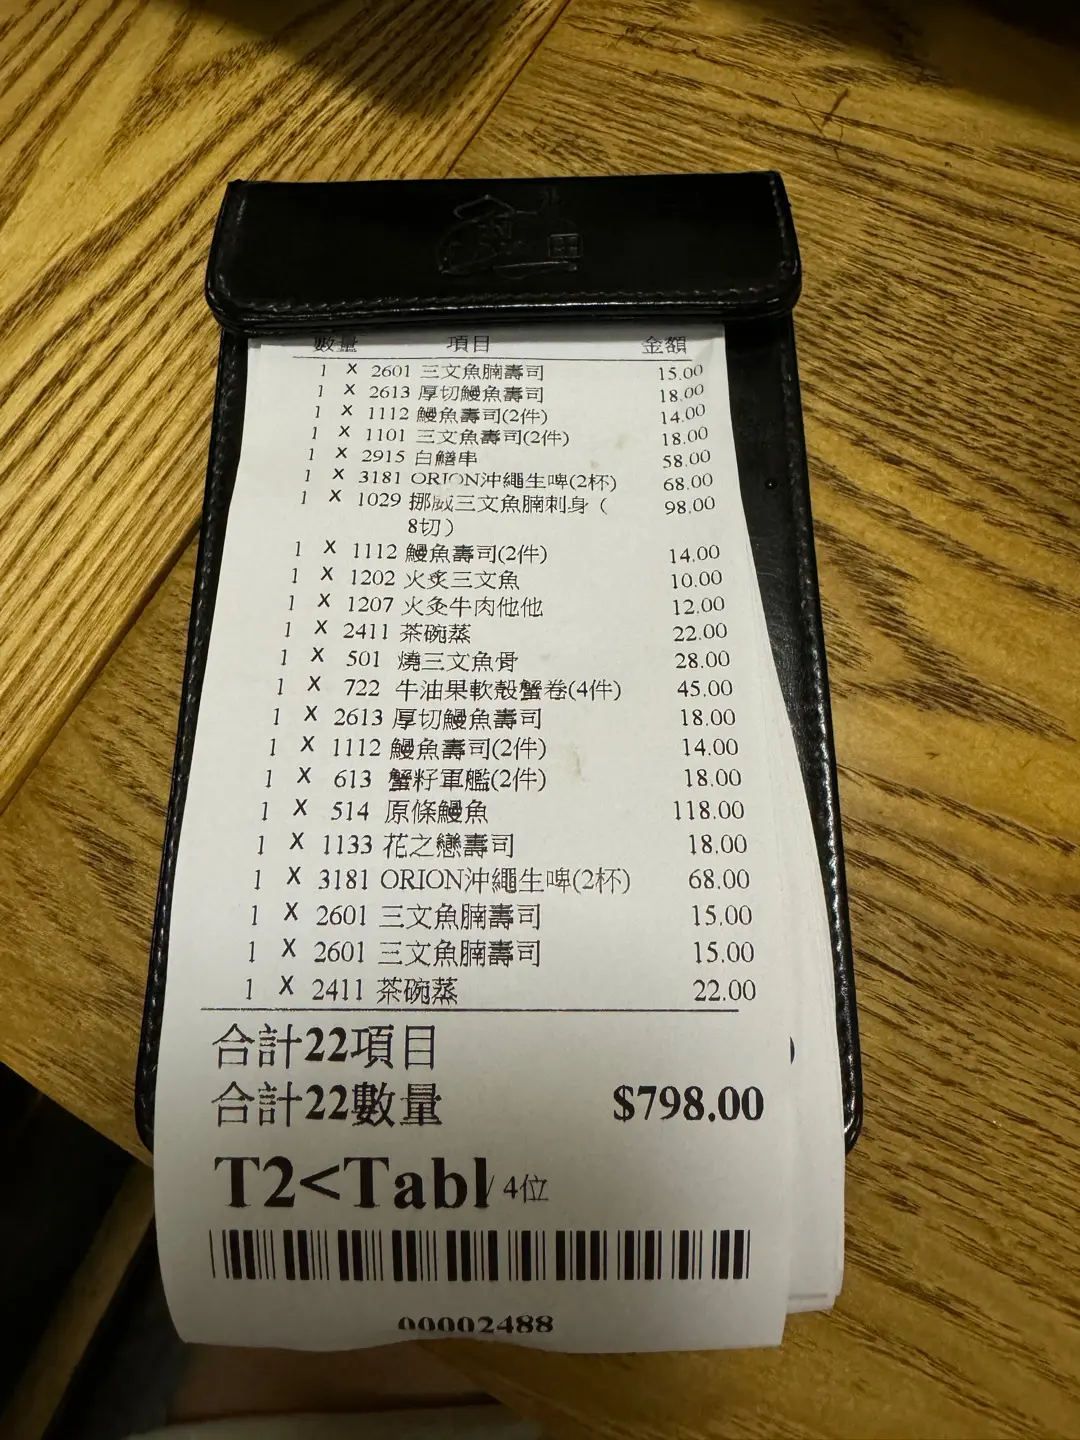 數量 項目 金額
1 X 2601 三文魚腩壽司 15.00
1 X 2613 厚切鰻魚壽司 18.00
1 X 1112 鰻魚壽司(2件) 14.00
1 X 1101 三文魚壽司(2件) 18.00
1 X 2915 白鱔串 58.00
1 X 3181 ORION沖繩生啤(2杯) 68.00
1 X 1029 挪威三文魚腩刺身( 98.00
8切)
1 X 1112 鰻魚壽司(2件) 14.00
1 X 1202 火炙三文魚 10.00
1 X 1207 火灸牛肉他他 12.00
1 X 2411 茶碗蒸 22.00
1 X 501 燒三文魚骨 28.00
1 X 722 牛油果軟殼蟹卷(4件) 45.00
1 X 2613 厚切鰻魚壽司 18.00
1 X 1112 鰻魚壽司(2件) 14.00
1 X 613 蟹籽軍艦(2件) 18.00
1 X 514 原條鰻魚 118.00
1 X 1133 花之戀壽司 18.00
1 X 3181 ORION沖繩生啤(2杯) 68.00
1 X 2601 三文魚腩壽司 15.00
1 X 2601 三文魚腩壽司 15.00
1 X 2411 茶碗蒸 22.00
合計22項目
合計22數量 $798.00
T2<Tabl/ 4位
00002488